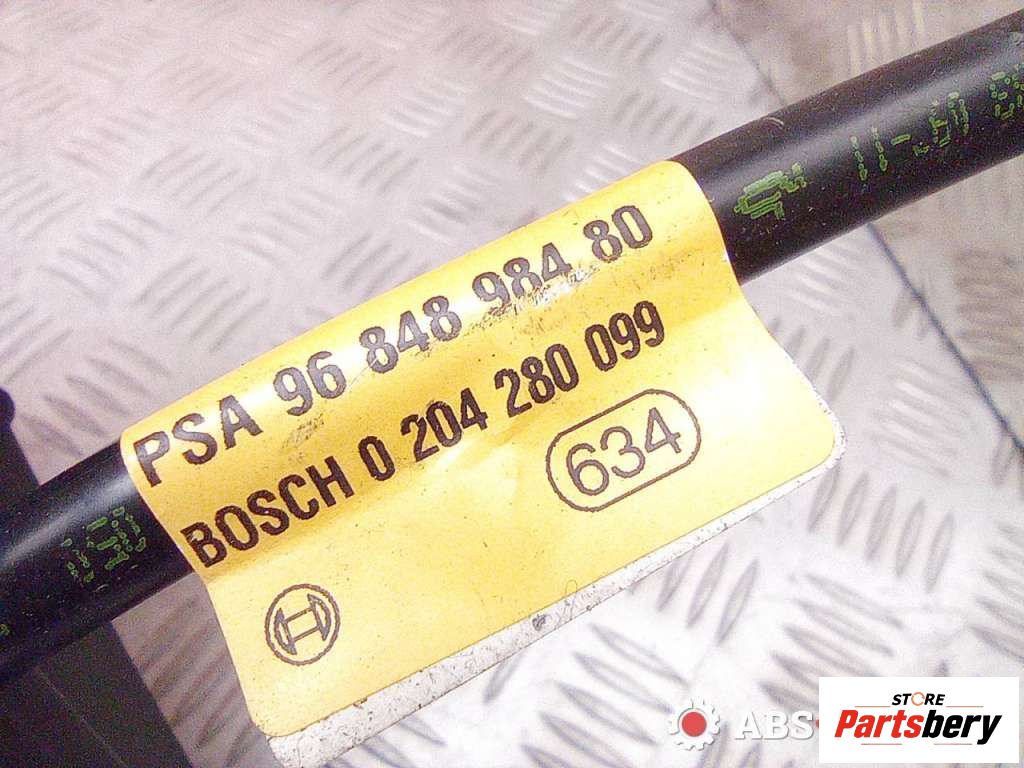 PSA 96 848 984 80
BOSCH 0 204 280 099
634
ABS
STORE
Partsbery